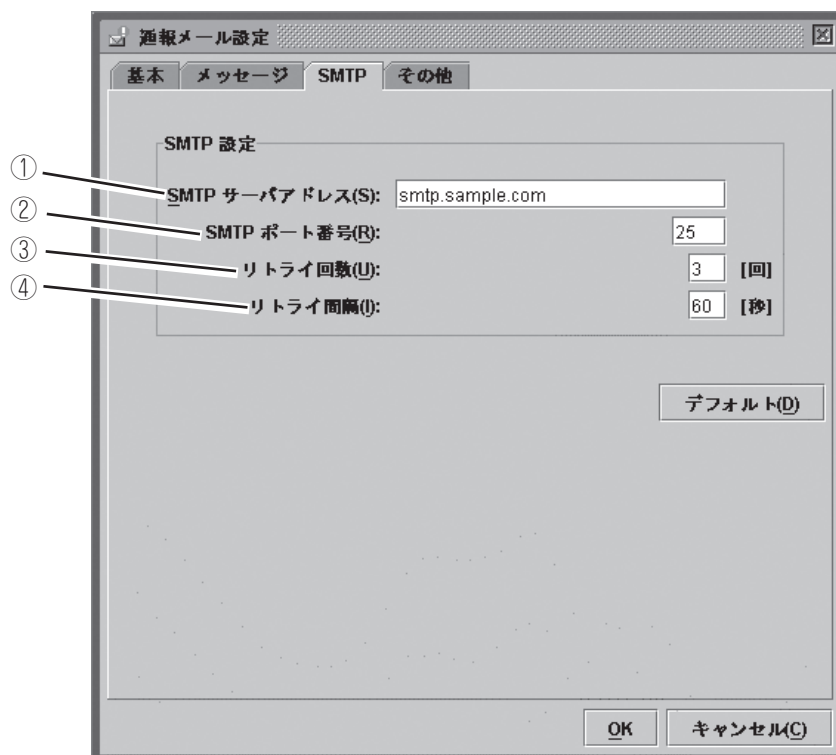 通報メール設定
基本 メッセージ SMTP その他
SMTP 設定
① SMTP サーバアドレス(S): smtp.sample.com
② SMTP ポート番号(R): 25
③ リトライ回数(U): 3 [回]
④ リトライ間隔(I): 60 [秒]
デフォルト(D)
OK キャンセル(C)